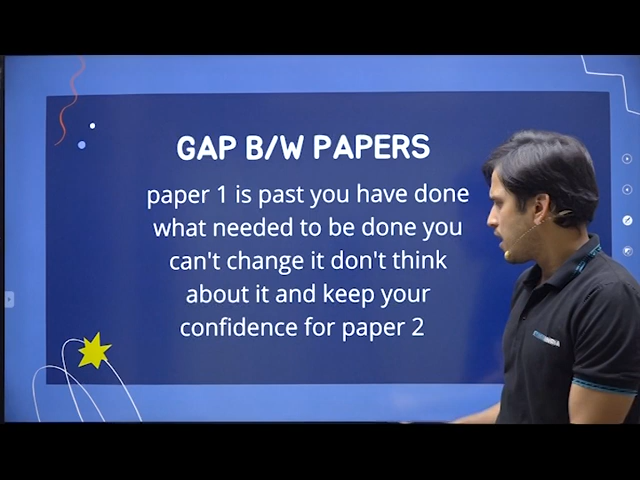 GAP B/W PAPERS
paper 1 is past you have done
what needed to be done you
can't change it don't think
about it and keep your
confidence for paper 2